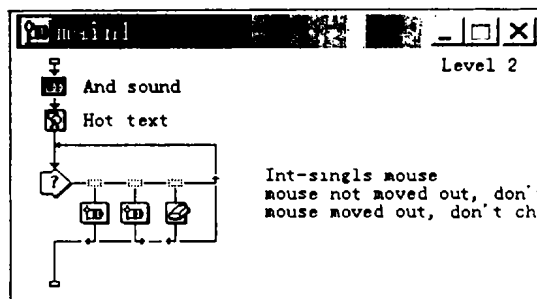 Level 2
And sound
Hot text
?
Int-singls mouse
mouse not moved out, don'
mouse moved out, don't ch